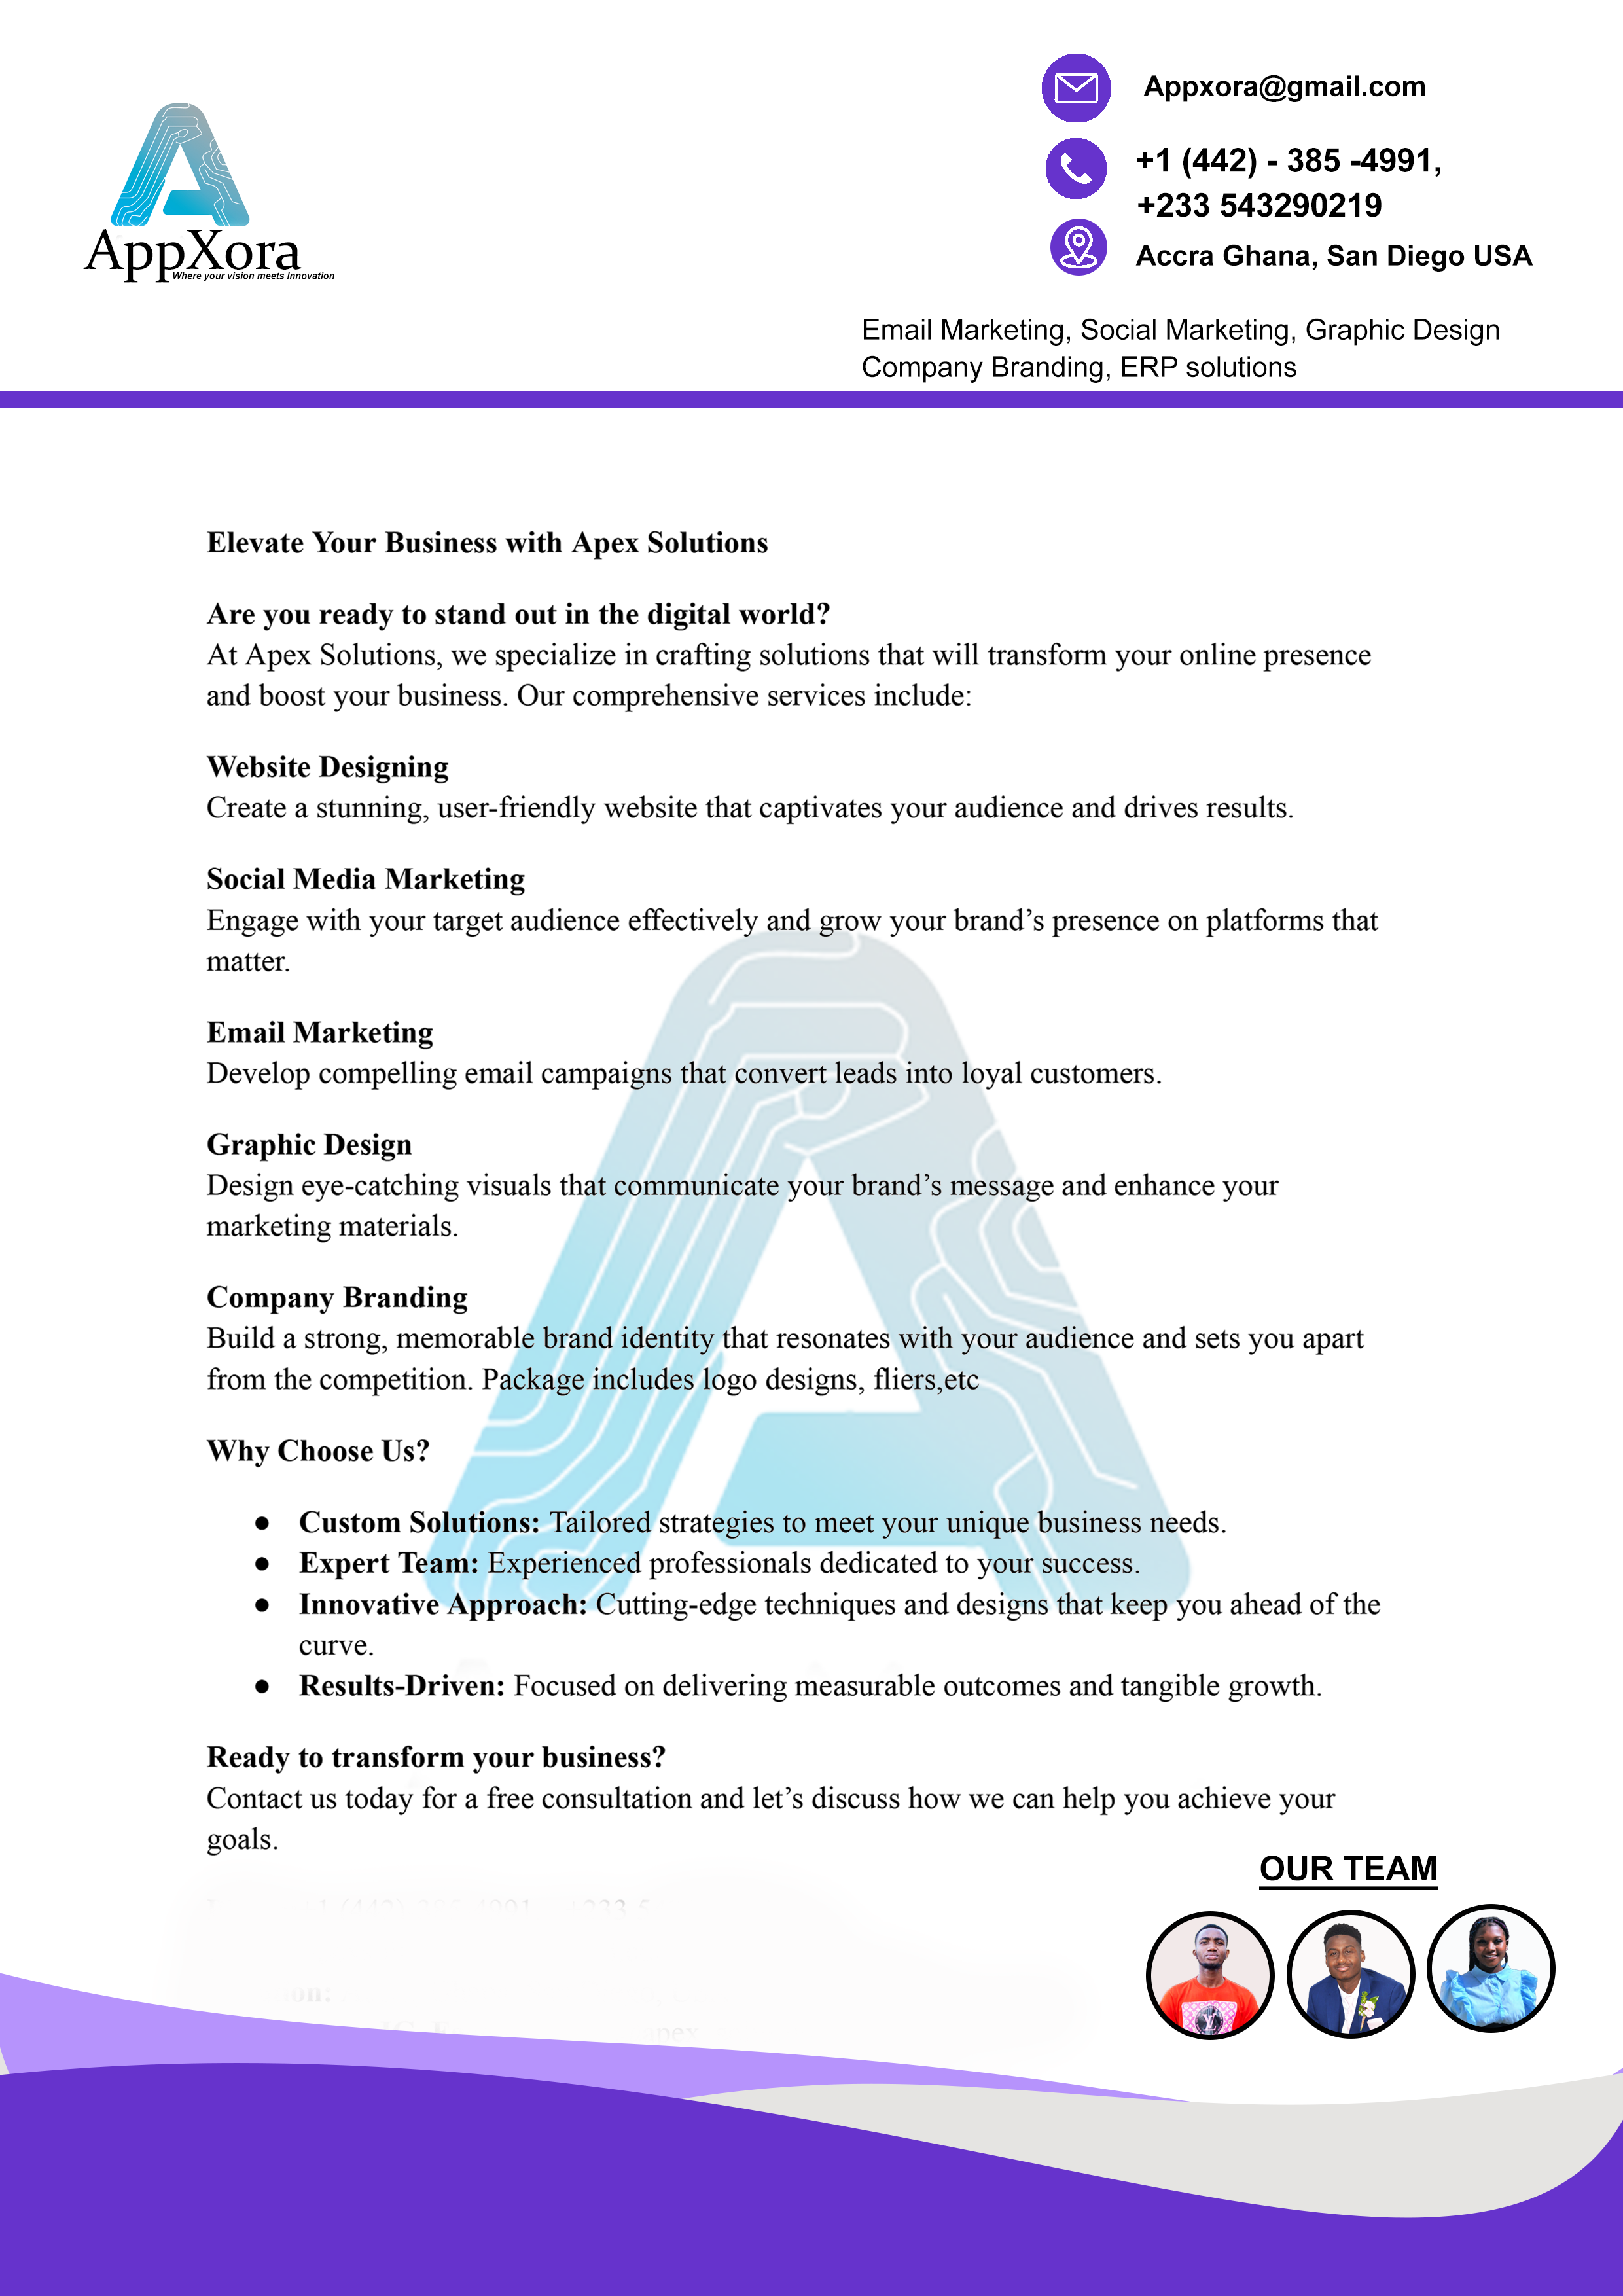 AppXora
Where your vision meets Innovation
Appxora@gmail.com
+1 (442) - 385 -4991,
+233 543290219
Accra Ghana, San Diego USA
Email Marketing, Social Marketing, Graphic Design
Company Branding, ERP solutions
Elevate Your Business with Apex Solutions
Are you ready to stand out in the digital world?
At Apex Solutions, we specialize in crafting solutions that will transform your online presence
and boost your business. Our comprehensive services include:
Website Designing
Create a stunning, user-friendly website that captivates your audience and drives results.
Social Media Marketing
Engage with your target audience effectively and grow your brand’s presence on platforms that
matter.
Email Marketing
Develop compelling email campaigns that convert leads into loyal customers.
Graphic Design
Design eye-catching visuals that communicate your brand’s message and enhance your
marketing materials.
Company Branding
Build a strong, memorable brand identity that resonates with your audience and sets you apart
from the competition. Package includes logo designs, fliers,etc
Why Choose Us?
● Custom Solutions: Tailored strategies to meet your unique business needs.
● Expert Team: Experienced professionals dedicated to your success.
● Innovative Approach: Cutting-edge techniques and designs that keep you ahead of the
curve.
● Results-Driven: Focused on delivering measurable outcomes and tangible growth.
Ready to transform your business?
Contact us today for a free consultation and let’s discuss how we can help you achieve your
goals.
OUR TEAM